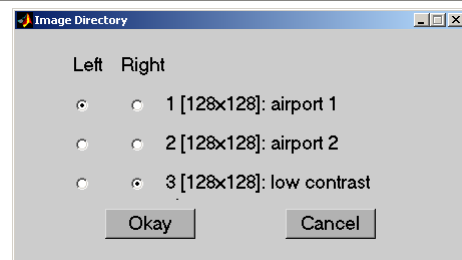 Image Directory
Left Right
1 [128x128]: airport 1
2 [128x128]: airport 2
3 [128x128]: low contrast
Okay Cancel